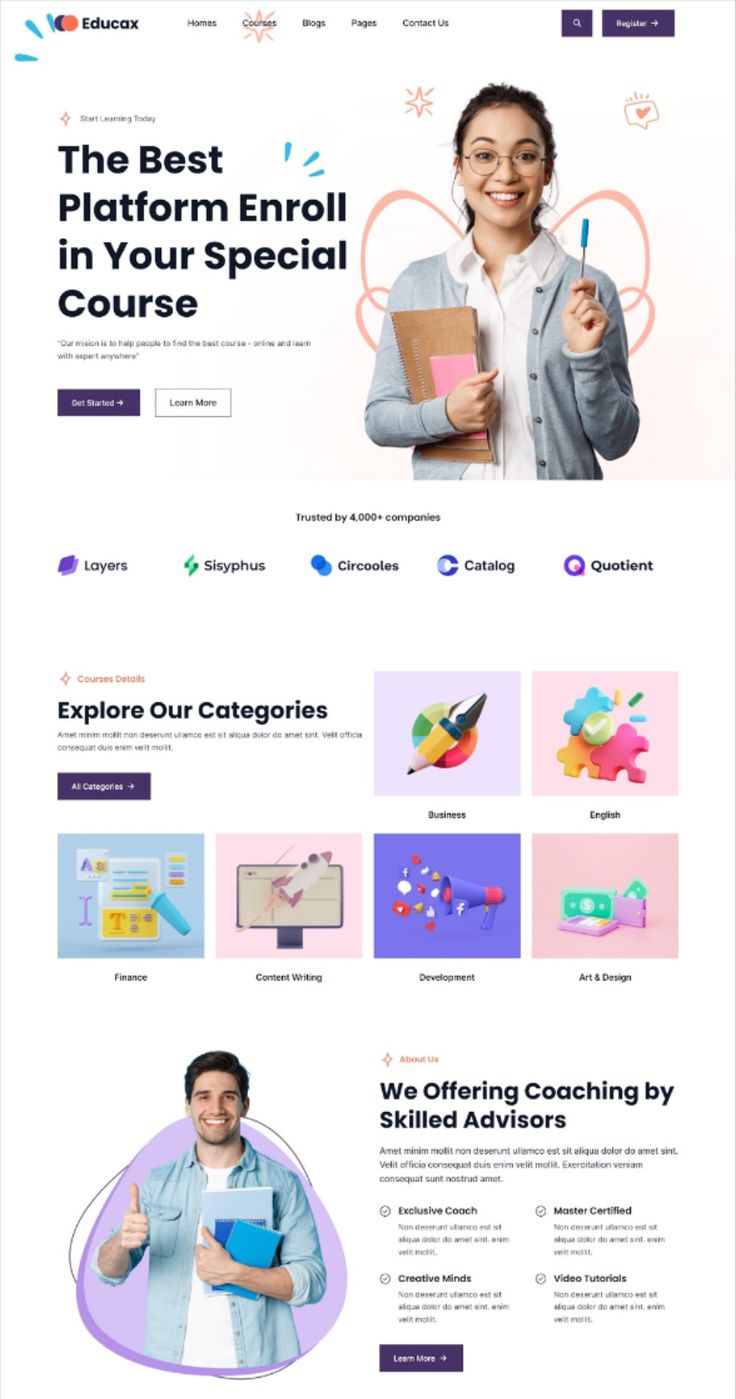 Educax
Homes
Courses
Blogs
Pages
Contact Us
Register →
Start Learning Today
The Best
Platform Enroll
in Your Special
Course
"Our mision is to help people to find the best course - online and learn
with expert anywhere"
Get Started →
Learn More
Trusted by 4,000+ companies
Layers
Sisyphus
Circooles
Catalog
Quotient
Courses Details
Explore Our Categories
Amet minim mollit non deserunt ullamco est sit aliqua dolor do amet sint. Velit officia
consequat duis enim velit mollit.
All Categories →
Business
English
Aa
T
Finance
Content Writing
Development
Art & Design
About Us
We Offering Coaching by
Skilled Advisors
Amet minim mollit non deserunt ullamco est sit aliqua dolor do amet sint.
Velit officia consequat duis enim velit mollit. Exercitation veniam
consequat sunt nostrud amet.
Exclusive Coach
Non deserunt ullamco est sit
aliqua dolor do amet sint. enim
velit mollit.
Master Certified
Non deserunt ullamco est sit
aliqua dolor do amet sint. enim
velit mollit.
Creative Minds
Non deserunt ullamco est sit
aliqua dolor do amet sint. enim
velit mollit.
Video Tutorials
Non deserunt ullamco est sit
aliqua dolor do amet sint. enim
velit mollit.
Learn More →